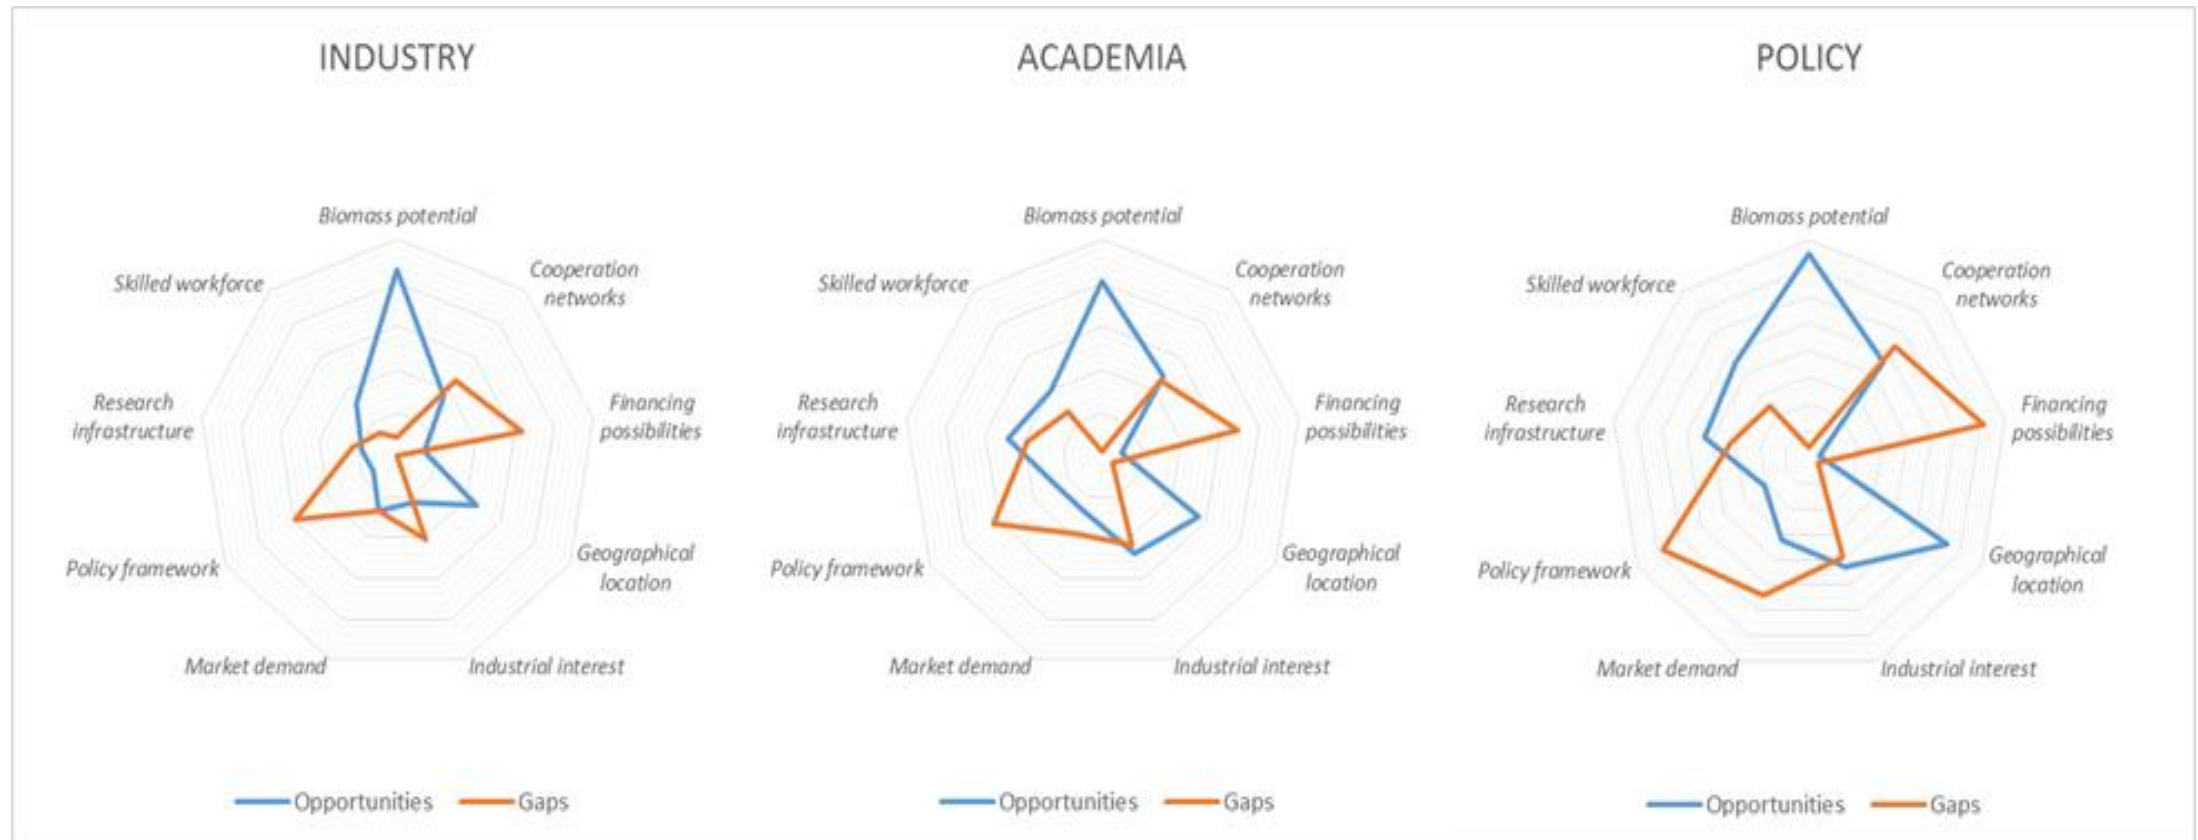 INDUSTRY
Biomass potential
Cooperation
networks
Financing
possibilities
Geographical
location
Industrial interest
Market demand
Policy framework
Research
infrastructure
Skilled workforce
Opportunities
Gaps
ACADEMIA
Biomass potential
Cooperation
networks
Financing
possibilities
Geographical
location
Industrial interest
Market demand
Policy framework
Research
infrastructure
Skilled workforce
Opportunities
Gaps
POLICY
Biomass potential
Cooperation
networks
Financing
possibilities
Geographical
location
Industrial interest
Market demand
Policy framework
Research
infrastructure
Skilled workforce
Opportunities
Gaps